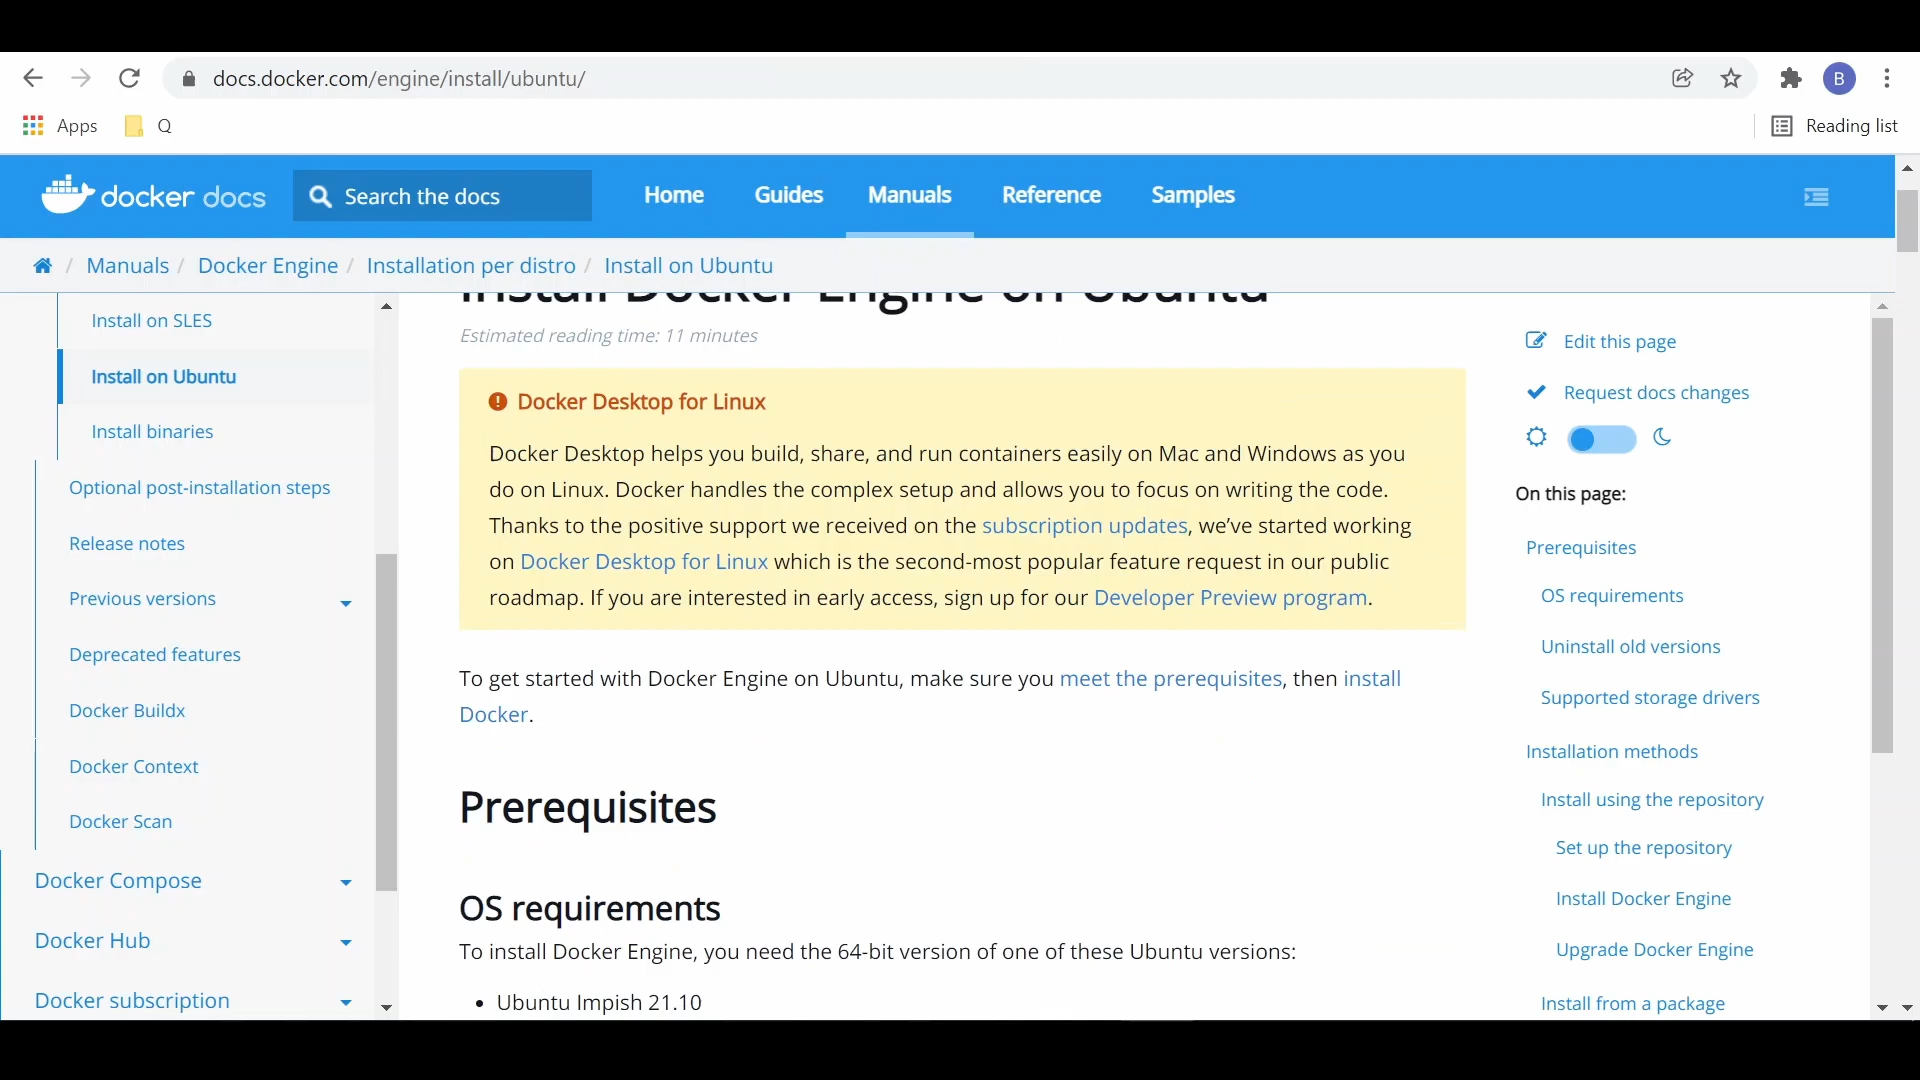 docs.docker.com/engine/install/ubuntu/
B
Apps
Q
Reading list
docker docs
Search the docs
Home
Guides
Manuals
Reference
Samples
/ Manuals / Docker Engine / Installation per distro / Install on Ubuntu
Install on SLES
Install on Ubuntu
Install binaries
Optional post-installation steps
Release notes
Previous versions
Deprecated features
Docker Buildx
Docker Context
Docker Scan
Docker Compose
Docker Hub
Docker subscription
Install Docker Engine on Ubuntu
Estimated reading time: 11 minutes
Docker Desktop for Linux
Docker Desktop helps you build, share, and run containers easily on Mac and Windows as you
do on Linux. Docker handles the complex setup and allows you to focus on writing the code.
Thanks to the positive support we received on the subscription updates, we’ve started working
on Docker Desktop for Linux which is the second-most popular feature request in our public
roadmap. If you are interested in early access, sign up for our Developer Preview program.
To get started with Docker Engine on Ubuntu, make sure you meet the prerequisites, then install
Docker.
Prerequisites
OS requirements
To install Docker Engine, you need the 64-bit version of one of these Ubuntu versions:
• Ubuntu Impish 21.10
Edit this page
Request docs changes
On this page:
Prerequisites
OS requirements
Uninstall old versions
Supported storage drivers
Installation methods
Install using the repository
Set up the repository
Install Docker Engine
Upgrade Docker Engine
Install from a package